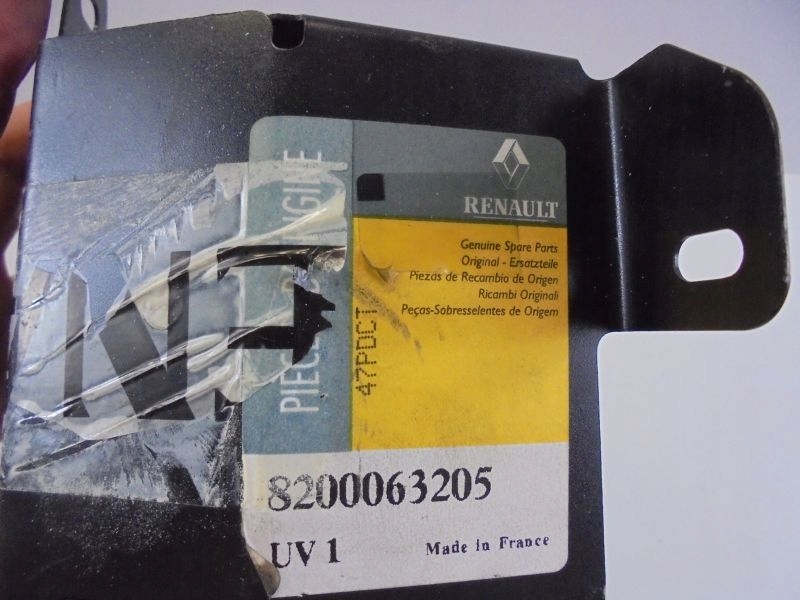 RENAULT
Genuine Spare Parts
Original - Ersatzteile
Piezas de Recambio de Origen
Ricambi Originali
Peças-Sobresselentes de Origem
47PDCT
8200063205
UV 1 Made in France